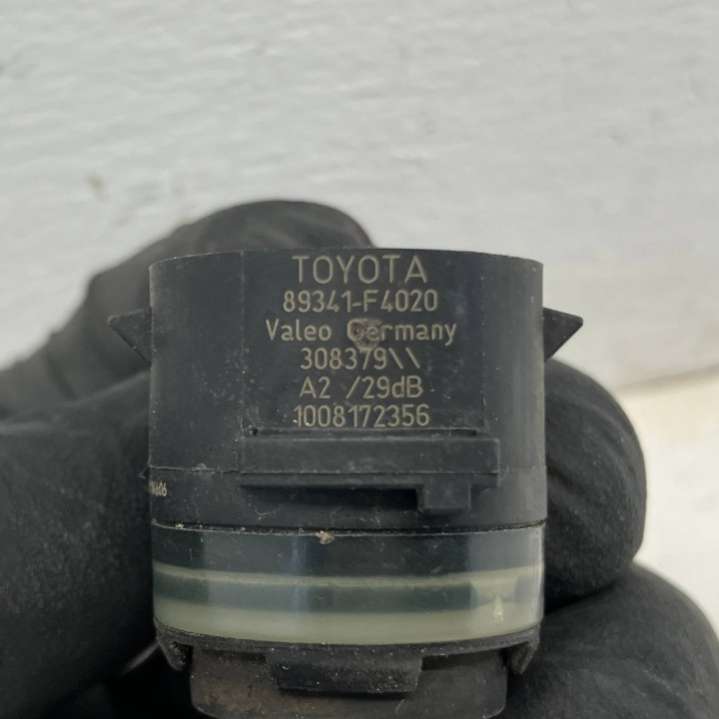 TOYOTA
89341-F4020
Valeo Germany
308379\\
A2 /29dB
1008172356